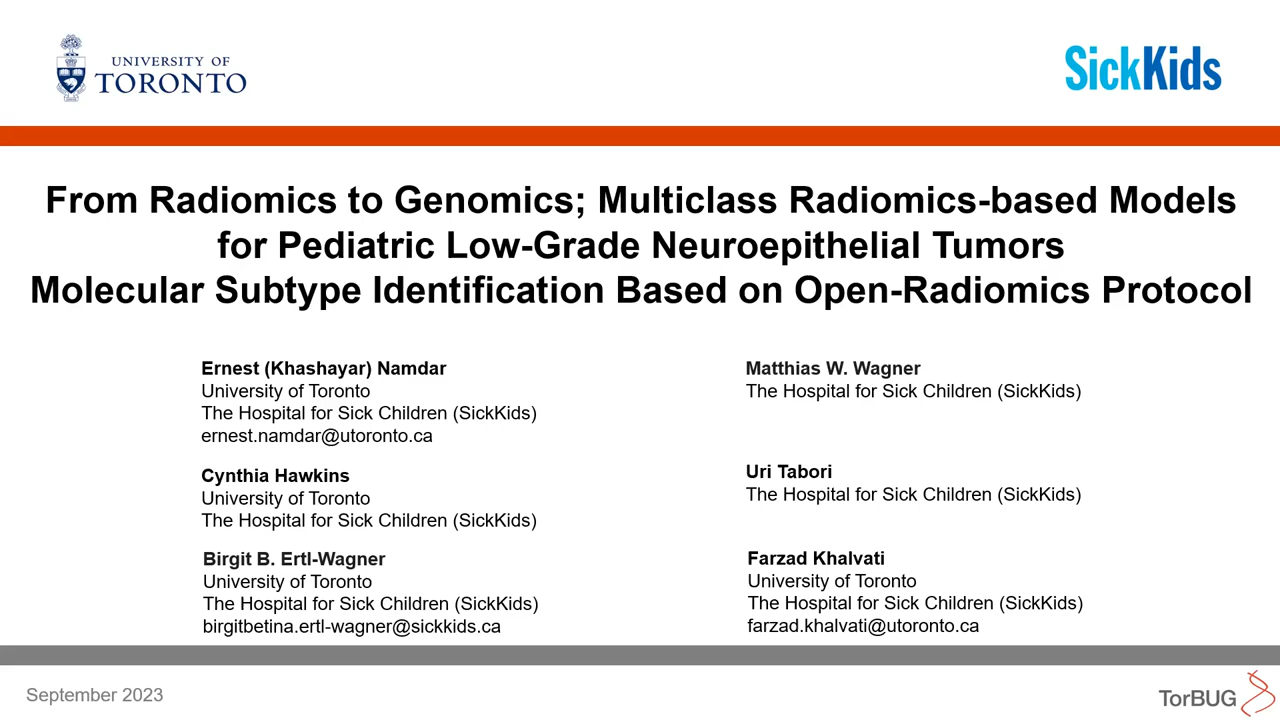 UNIVERSITY OF
TORONTO
SickKids
From Radiomics to Genomics; Multiclass Radiomics-based Models
for Pediatric Low-Grade Neuroepithelial Tumors
Molecular Subtype Identification Based on Open-Radiomics Protocol
Ernest (Khashayar) Namdar
University of Toronto
The Hospital for Sick Children (SickKids)
ernest.namdar@utoronto.ca
Matthias W. Wagner
The Hospital for Sick Children (SickKids)
Cynthia Hawkins
University of Toronto
The Hospital for Sick Children (SickKids)
Uri Tabori
The Hospital for Sick Children (SickKids)
Birgit B. Ertl-Wagner
University of Toronto
The Hospital for Sick Children (SickKids)
birgitbetina.ertl-wagner@sickkids.ca
Farzad Khalvati
University of Toronto
The Hospital for Sick Children (SickKids)
farzad.khalvati@utoronto.ca
September 2023
TorBUG